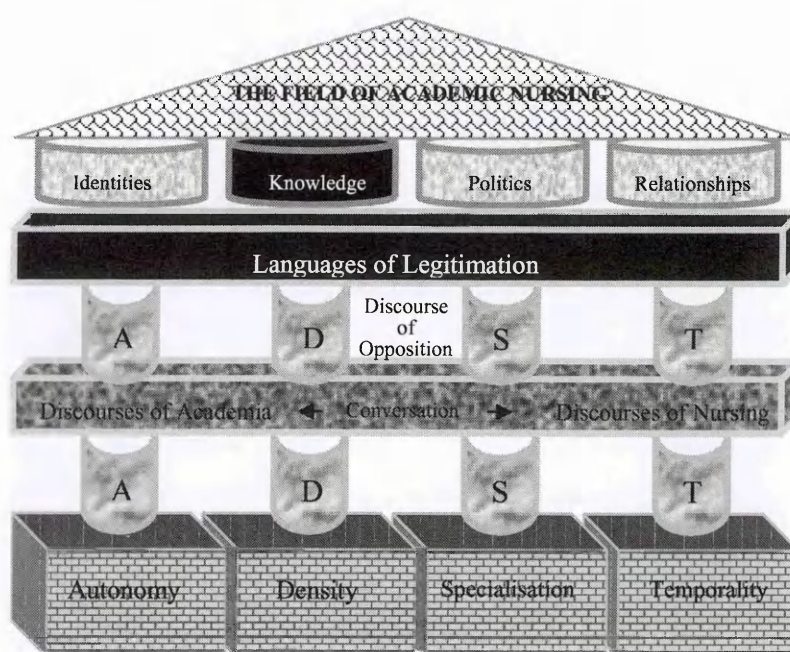 THE FIELD OF ACADEMIC NURSING
Identities Knowledge Politics Relationships
Languages of Legitimation
A D Discourse of Opposition S T
Discourses of Academia Conversation Discourses of Nursing
A D S T
Autonomy Density Specialisation Temporality